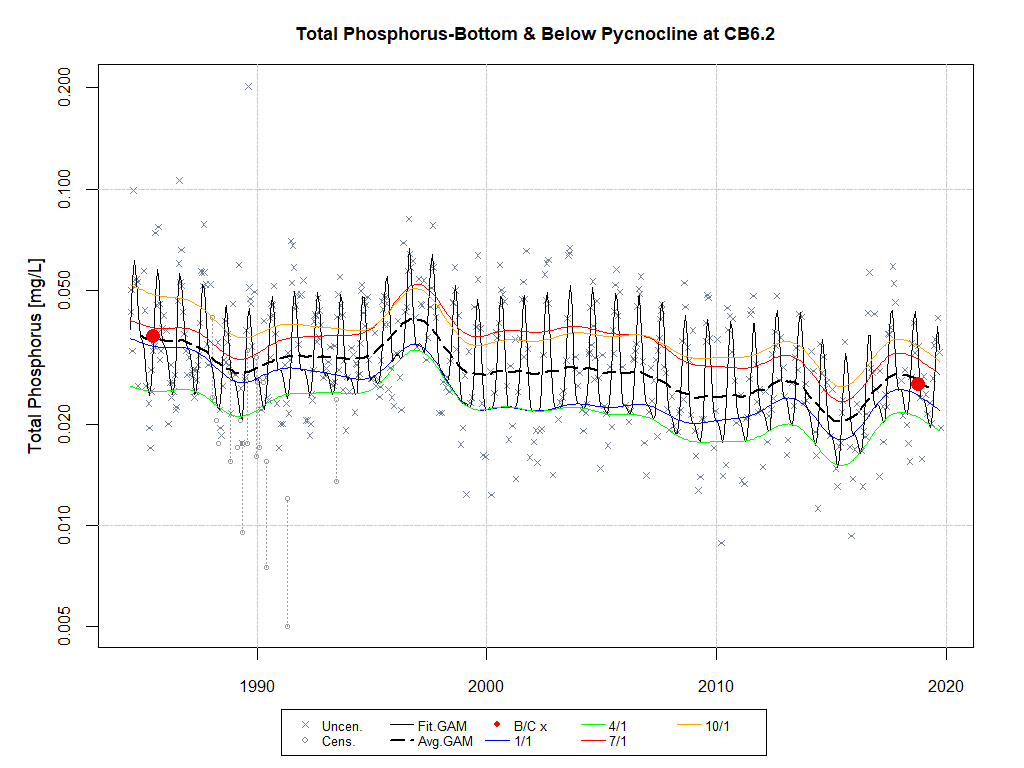 Total Phosphorus-Bottom & Below Pycnocline at CB6.2
Total Phosphorus [mg/L]
0.200
0.100
0.050
0.020
0.010
0.005
1990 2000 2010 2020
Uncen. Fit.GAM B/C x 4/1 10/1
Cens. Avg.GAM 1/1 7/1